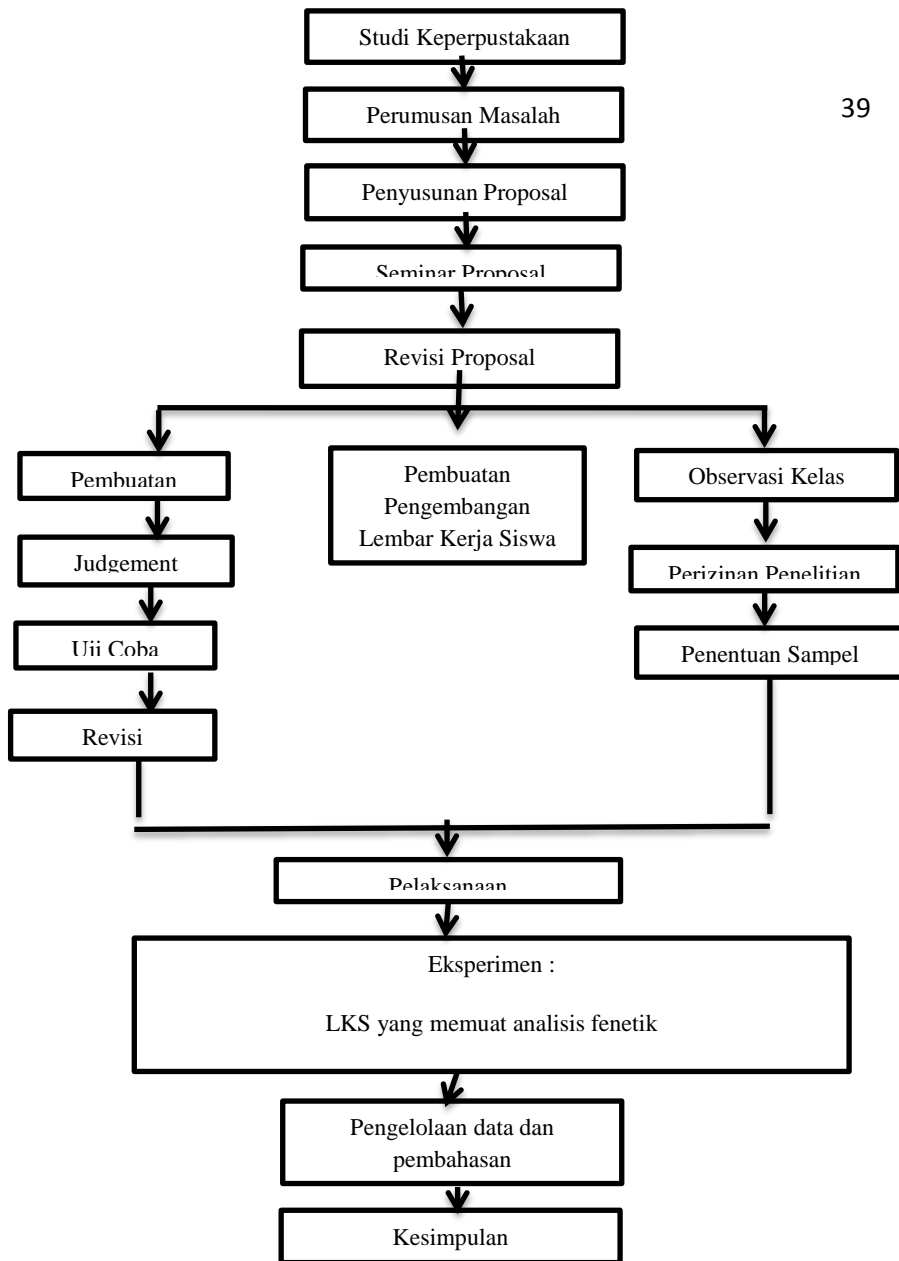 Studi Keperpustakaan
39
Perumusan Masalah
Penyusunan Proposal
Seminar Proposal
Revisi Proposal
Pembuatan
Pembuatan
Pengembangan
Lembar Kerja Siswa
Observasi Kelas
Judgement
Perizinan Penelitian
Uji Coba
Penentuan Sampel
Revisi
Pelaksanaan
Eksperimen :
LKS yang memuat analisis fenetik
Pengelolaan data dan
pembahasan
Kesimpulan